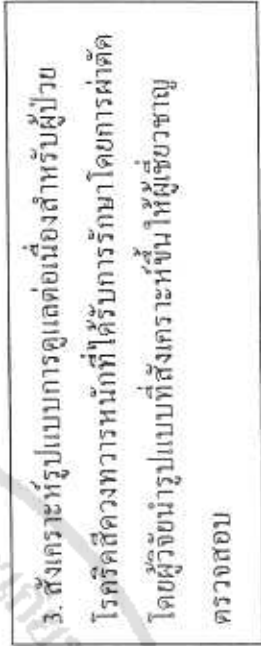 3. สังเคราะห์รูปแบบการดูแลต่อเนื่องสำหรับผู้ป่วย
โรคริดสีดวงทวารหนักที่ได้รับการรักษาโดยการผ่าตัด
โดยผู้วิจัยนำรูปแบบที่สังเคราะห์ขึ้นให้ผู้เชี่ยวชาญ
ตรวจสอบ